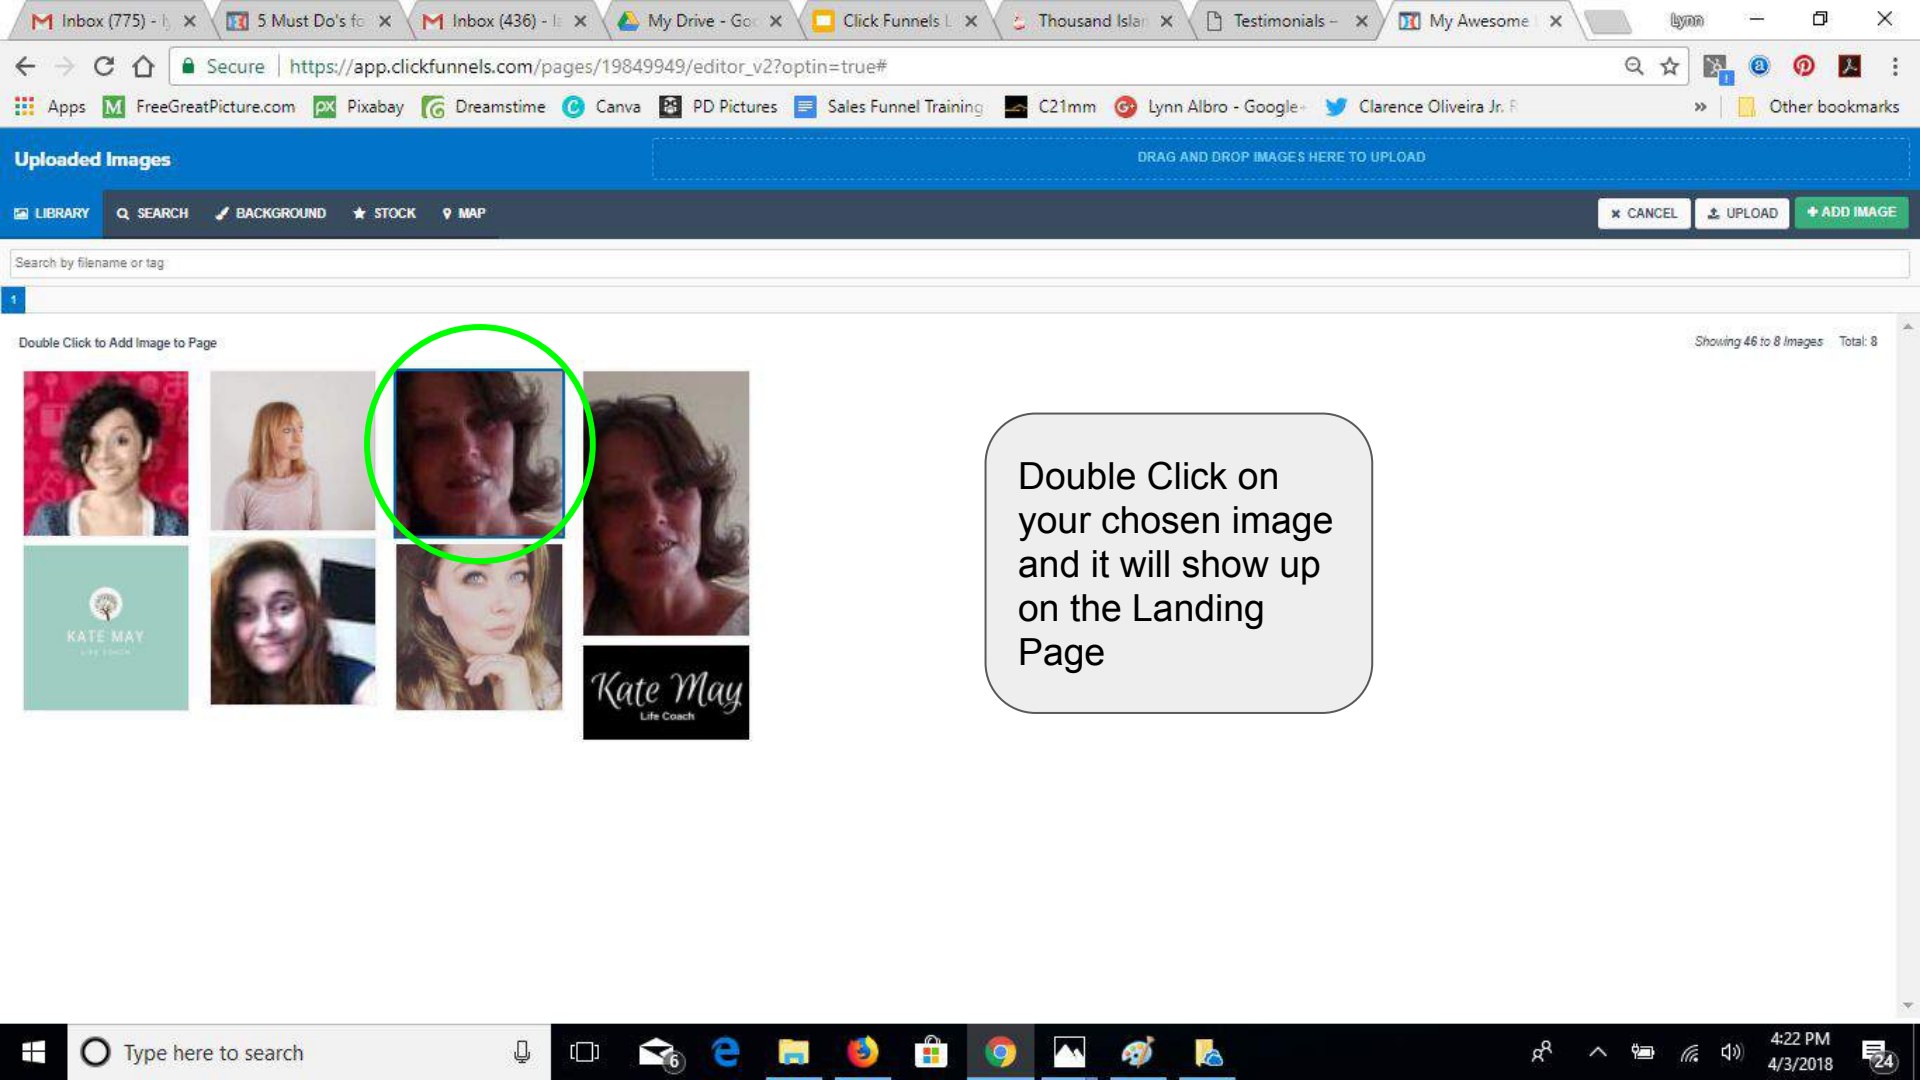 Inbox (775) - 
5 Must Do's fo
Inbox (436) - 
My Drive - Goo
Click Funnels L
Thousand Islan
Testimonials –
My Awesome
Lynn
Secure
https://app.clickfunnels.com/pages/19849949/editor_v2?optin=true#
Apps
FreeGreatPicture.com
Pixabay
Dreamstime
Canva
PD Pictures
Sales Funnel Training
C21mm
Lynn Albro - Google+
Clarence Oliveira Jr.
»
Other bookmarks
Uploaded Images
DRAG AND DROP IMAGES HERE TO UPLOAD
LIBRARY
SEARCH
BACKGROUND
STOCK
MAP
CANCEL
UPLOAD
+ ADD IMAGE
Search by filename or tag
1
Double Click to Add Image to Page
Showing 46 to 8 Images Total: 8
KATE MAY
LIFE COACH
Kate May
Life Coach
Double Click on
your chosen image
and it will show up
on the Landing
Page
Type here to search
6
4:22 PM
4/3/2018
24